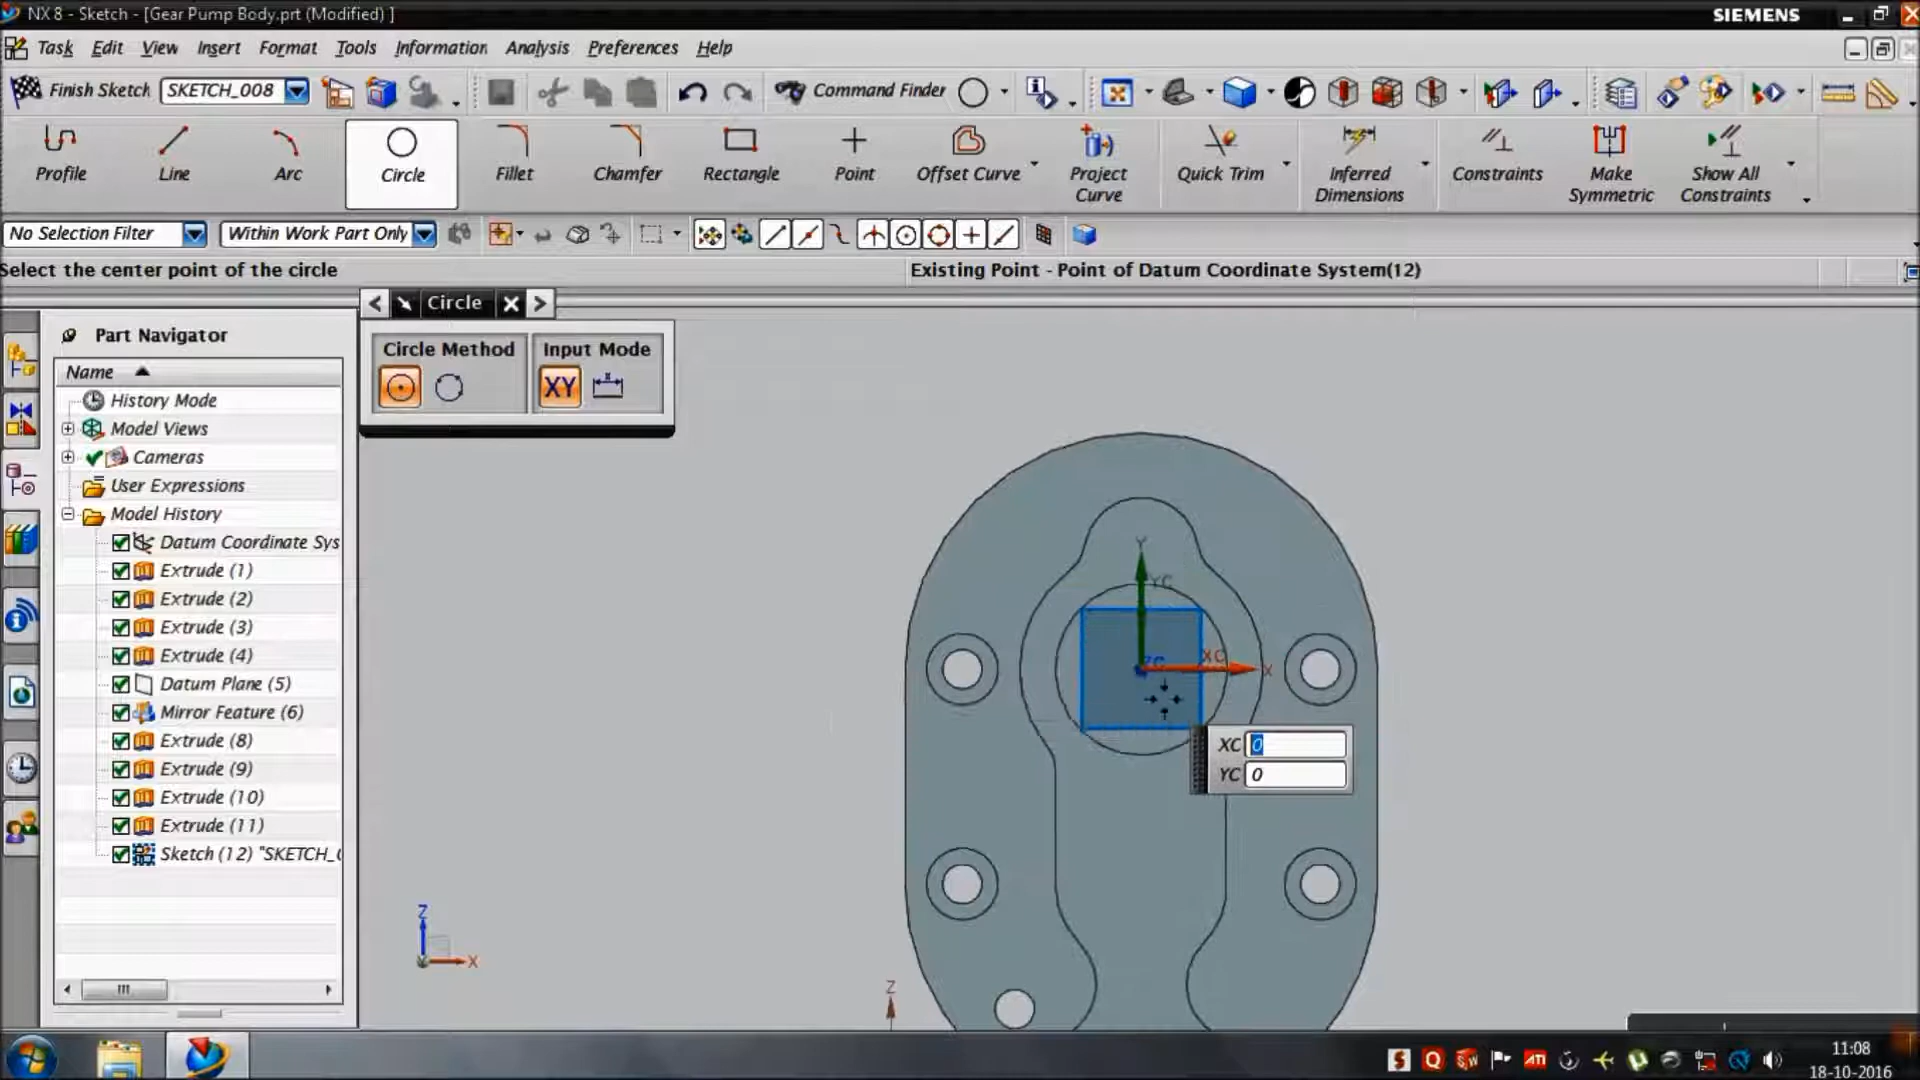 NX 8 - Sketch - [Gear Pump Body.prt (Modified) ]
SIEMENS
Task Edit View Insert Format Tools Information Analysis Preferences Help
Finish Sketch SKETCH_008 Command Finder
Profile Line Arc Circle Fillet Chamfer Rectangle Point Offset Curve Project Curve Quick Trim Inferred Dimensions Constraints Make Symmetric Show All Constraints
No Selection Filter Within Work Part Only
Select the center point of the circle
Existing Point - Point of Datum Coordinate System(12)
Circle
Circle Method Input Mode
XY
Part Navigator
Name
History Mode
Model Views
Cameras
User Expressions
Model History
Datum Coordinate Sys
Extrude (1)
Extrude (2)
Extrude (3)
Extrude (4)
Datum Plane (5)
Mirror Feature (6)
Extrude (8)
Extrude (9)
Extrude (10)
Extrude (11)
Sketch (12) "SKETCH_0
Y
YC
ZC XC X
XC 0
YC 0
Z
X
Z
ATI
11:08
18-10-2016